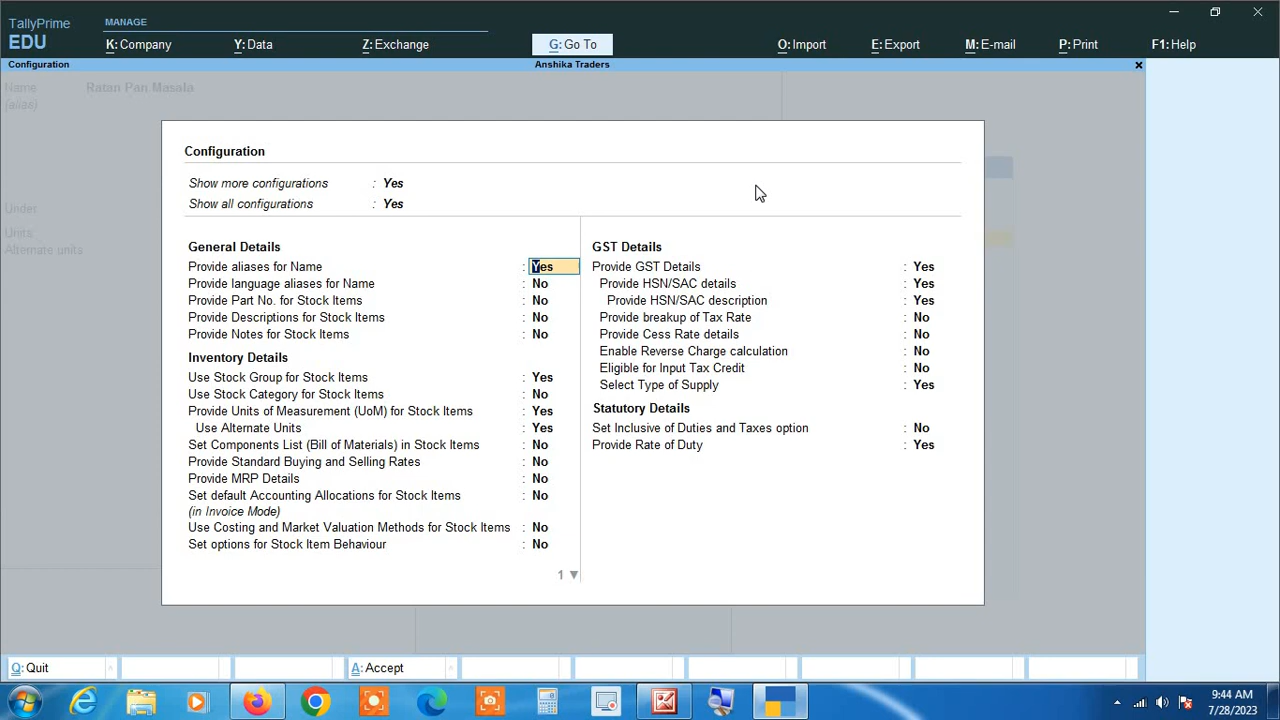 TallyPrime
EDU
MANAGE
K: Company
Y: Data
Z: Exchange
G: Go To
O: Import
E: Export
M: E-mail
P: Print
F1: Help
Configuration
Anshika Traders
Name
Ratan Pan Masala
(alias)
Under
Units
Alternate units
Configuration
Show more configurations : Yes
Show all configurations : Yes
General Details
Provide aliases for Name : Yes
Provide language aliases for Name : No
Provide Part No. for Stock Items : No
Provide Descriptions for Stock Items : No
Provide Notes for Stock Items : No
Inventory Details
Use Stock Group for Stock Items : Yes
Use Stock Category for Stock Items : No
Provide Units of Measurement (UoM) for Stock Items : Yes
Use Alternate Units : Yes
Set Components List (Bill of Materials) in Stock Items : No
Provide Standard Buying and Selling Rates : No
Provide MRP Details : No
Set default Accounting Allocations for Stock Items : No
(in Invoice Mode)
Use Costing and Market Valuation Methods for Stock Items : No
Set options for Stock Item Behaviour : No
1 ▼
GST Details
Provide GST Details : Yes
Provide HSN/SAC details : Yes
Provide HSN/SAC description : Yes
Provide breakup of Tax Rate : No
Provide Cess Rate details : No
Enable Reverse Charge calculation : No
Eligible for Input Tax Credit : No
Select Type of Supply : Yes
Statutory Details
Set Inclusive of Duties and Taxes option : No
Provide Rate of Duty : Yes
Q: Quit
A: Accept
9:44 AM
7/28/2023